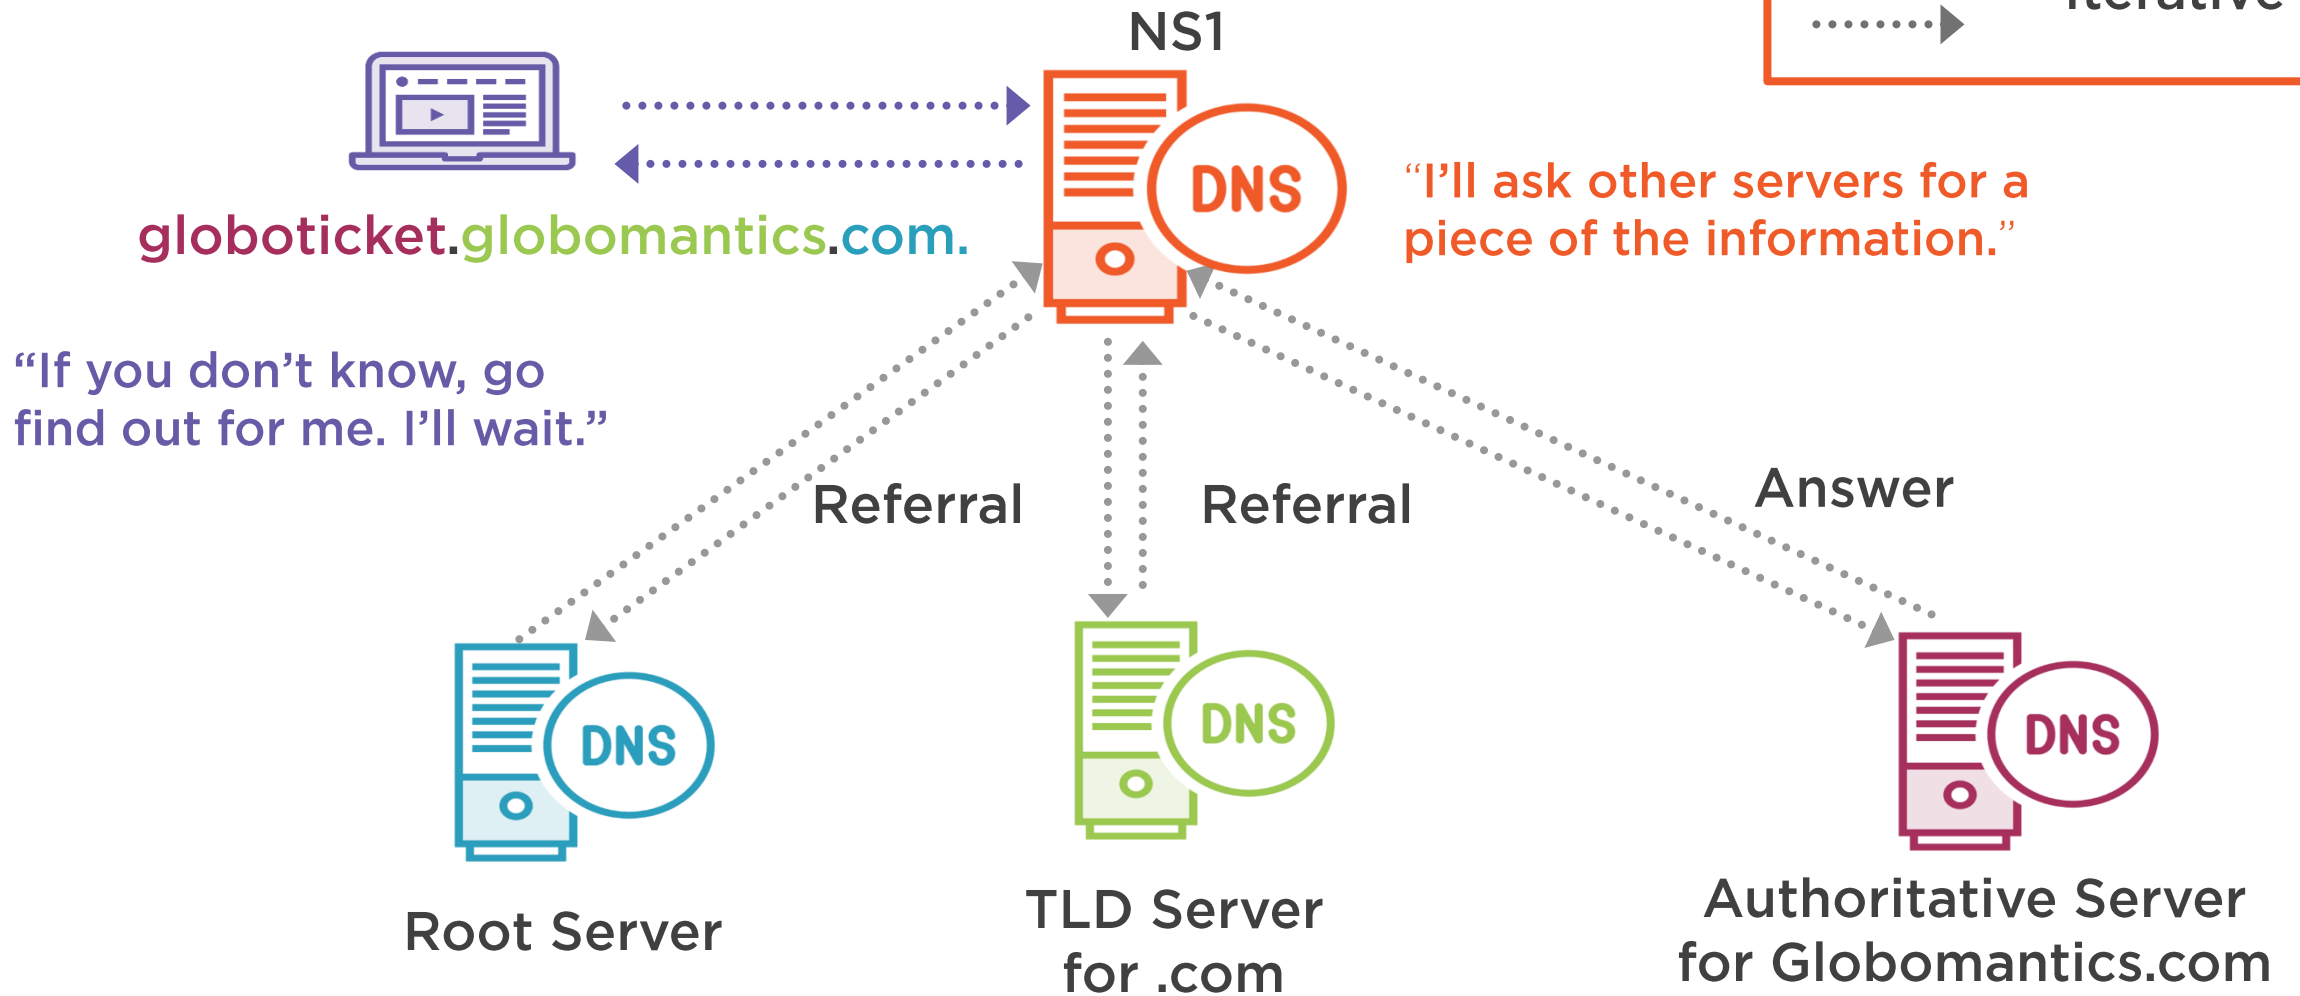 Iterative
NS1
DNS
globoticket.globomantics.com.
“I’ll ask other servers for a
piece of the information.”
“If you don’t know, go
find out for me. I’ll wait.”
Referral
Referral
Answer
DNS
DNS
DNS
Root Server
TLD Server
for .com
Authoritative Server
for Globomantics.com